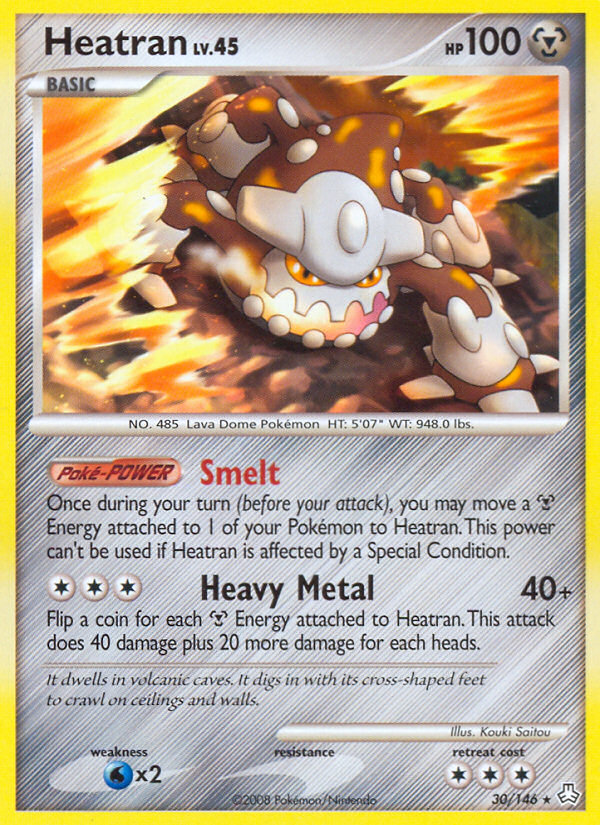 Heatran LV.45 HP 100
BASIC
NO. 485 Lava Dome Pokémon HT: 5'07" WT: 948.0 lbs.
Poké-POWER Smelt
Once during your turn (before your attack), you may move a
Energy attached to 1 of your Pokémon to Heatran. This power
can't be used if Heatran is affected by a Special Condition.
Heavy Metal 40+
Flip a coin for each Energy attached to Heatran. This attack
does 40 damage plus 20 more damage for each heads.
It dwells in volcanic caves. It digs in with its cross-shaped feet
to crawl on ceilings and walls.
Illus. Kouki Saitou
weakness resistance retreat cost
x2
©2008 Pokémon/Nintendo 30/146 ★